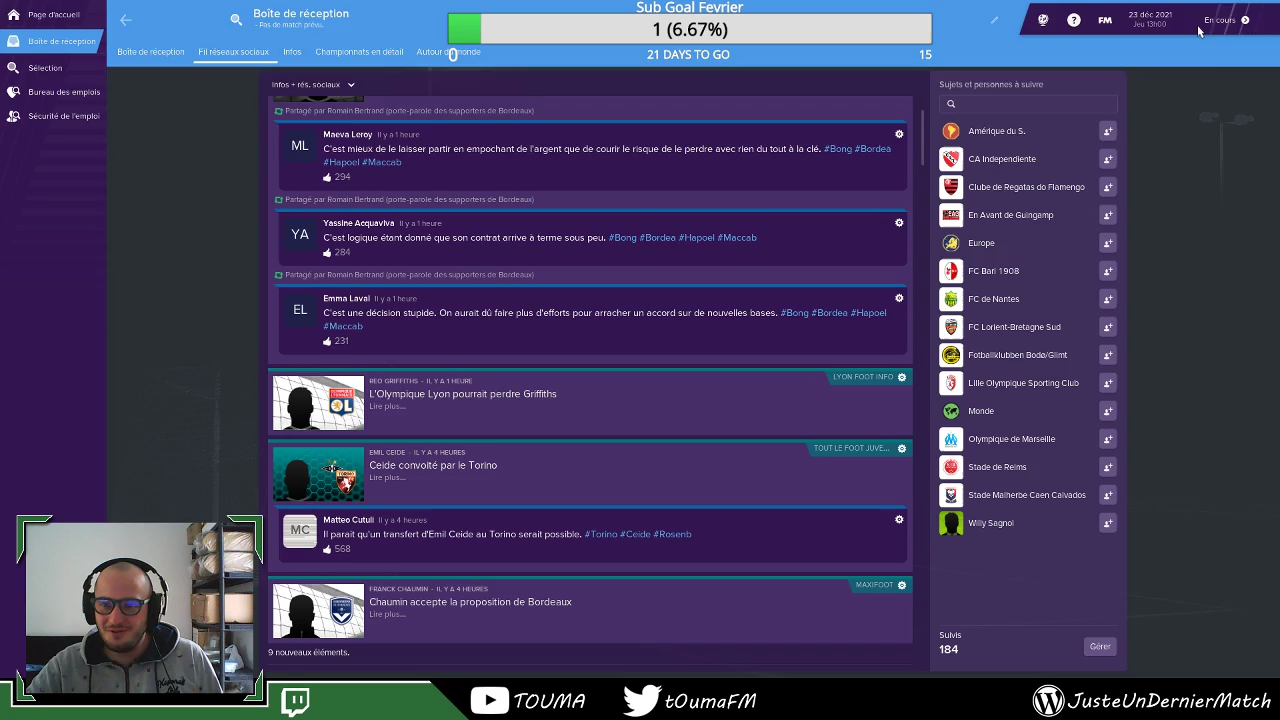 Page d'accueil
Boîte de réception
Sélection
Bureau des emplois
Sécurité de l'emploi
Boîte de réception
- Pas de match prévu.
Sub Goal Fevrier
1 (6.67%)
0
21 DAYS TO GO
15
FM
23 déc 2021
Jeu 13h00
En cours
Boîte de réception
Fil réseaux sociaux
Infos
Championnats en détail
Infos + rés. sociaux
Partagé par Romain Bertrand (porte-parole des supporters de Bordeaux)
ML
Maeva Leroy Il y a 1 heure
C'est mieux de le laisser partir en empochant de l'argent que de courir le risque de le perdre avec rien du tout à la clé. #Bong #Bordea
#Hapoel #Maccab
294
Partagé par Romain Bertrand (porte-parole des supporters de Bordeaux)
YA
Yassine Acquaviva Il y a 1 heure
C'est logique étant donné que son contrat arrive à terme sous peu. #Bong #Bordea #Hapoel #Maccab
284
Partagé par Romain Bertrand (porte-parole des supporters de Bordeaux)
EL
Emma Laval Il y a 1 heure
C'est une décision stupide. On aurait dû faire plus d'efforts pour arracher un accord sur de nouvelles bases. #Bong #Bordea #Hapoel
#Maccab
231
REO GRIFFITHS - IL Y A 1 HEURE
LYON FOOT INFO
L'Olympique Lyon pourrait perdre Griffiths
Lire plus...
EMIL CEIDE - IL Y A 4 HEURES
TOUT LE FOOT JUVE...
Ceide convoité par le Torino
Lire plus...
MC
Matteo Cutuli Il y a 4 heures
Il parait qu'un transfert d'Emil Ceide au Torino serait possible. #Torino #Ceide #Rosenb
568
FRANCK CHAUMIN - IL Y A 4 HEURES
MAXIFOOT
Chaumin accepte la proposition de Bordeaux
Lire plus...
9 nouveaux éléments.
Sujets et personnes à suivre
Amérique du S.
CA Independiente
Clube de Regatas do Flamengo
En Avant de Guingamp
Europe
FC Bari 1908
FC de Nantes
FC Lorient-Bretagne Sud
Fotballklubben Bodø/Glimt
Lille Olympique Sporting Club
Monde
Olympique de Marseille
Stade de Reims
Stade Malherbe Caen Calvados
Willy Sagnol
Suivis
184
Gérer
TOUMA
tOumaFM
JusteUnDernierMatch